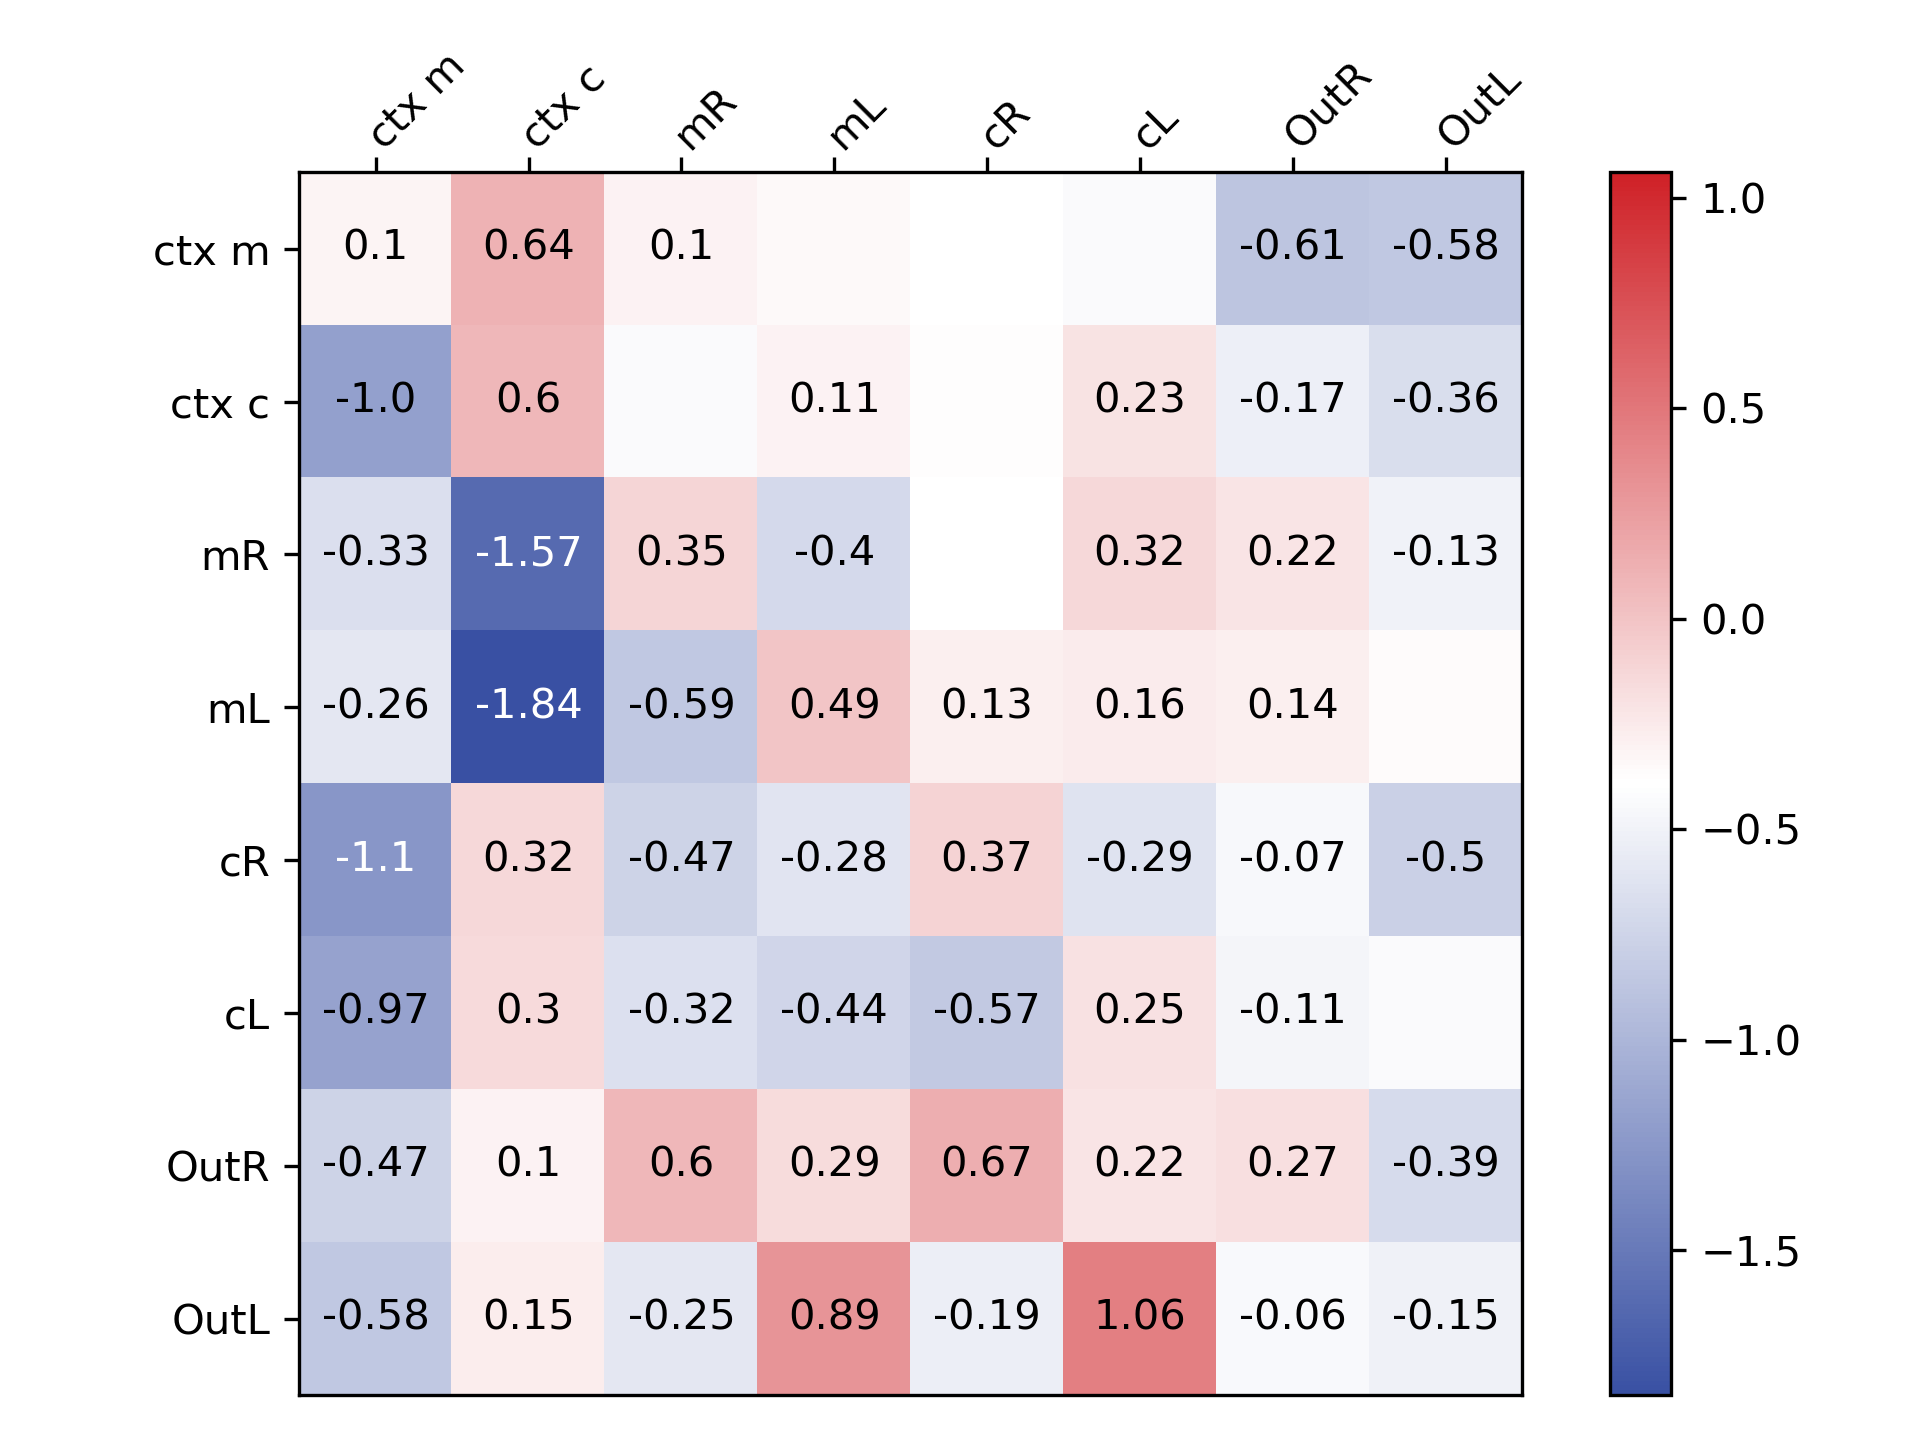 ctx m ctx c mR mL cR cL OutR OutL
ctx m 0.1 0.64 0.1 -0.61 -0.58
ctx c -1.0 0.6 0.11 0.23 -0.17 -0.36
mR -0.33 -1.57 0.35 -0.4 0.32 0.22 -0.13
mL -0.26 -1.84 -0.59 0.49 0.13 0.16 0.14
cR -1.1 0.32 -0.47 -0.28 0.37 -0.29 -0.07 -0.5
cL -0.97 0.3 -0.32 -0.44 -0.57 0.25 -0.11
OutR -0.47 0.1 0.6 0.29 0.67 0.22 0.27 -0.39
OutL -0.58 0.15 -0.25 0.89 -0.19 1.06 -0.06 -0.15
1.0
0.5
0.0
−0.5
−1.0
−1.5